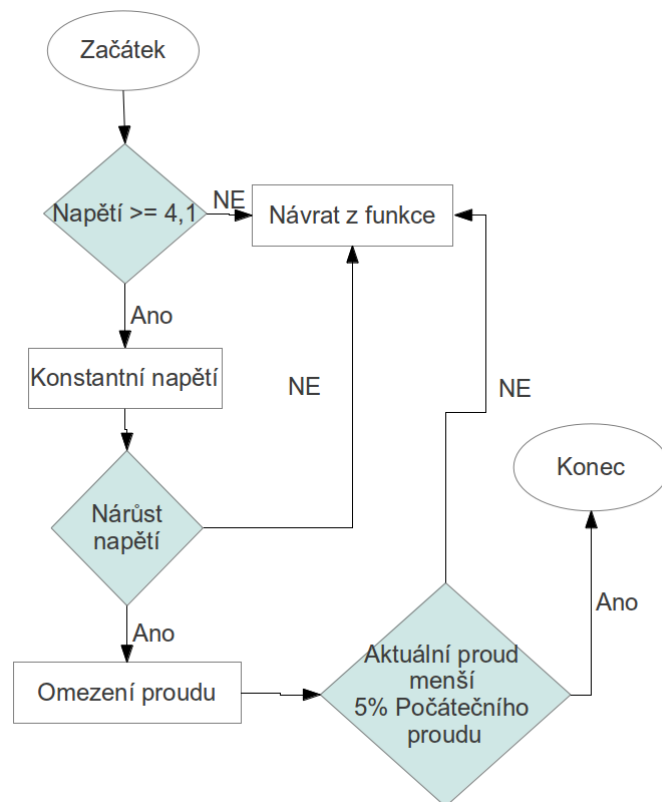 Začátek
Napětí >= 4,1
NE
Návrat z funkce
Ano
Konstantní napětí
NE
NE
Konec
Nárůst
napětí
Ano
Ano
Omezení proudu
Aktuální proud
menší
5% Počátečního
proudu